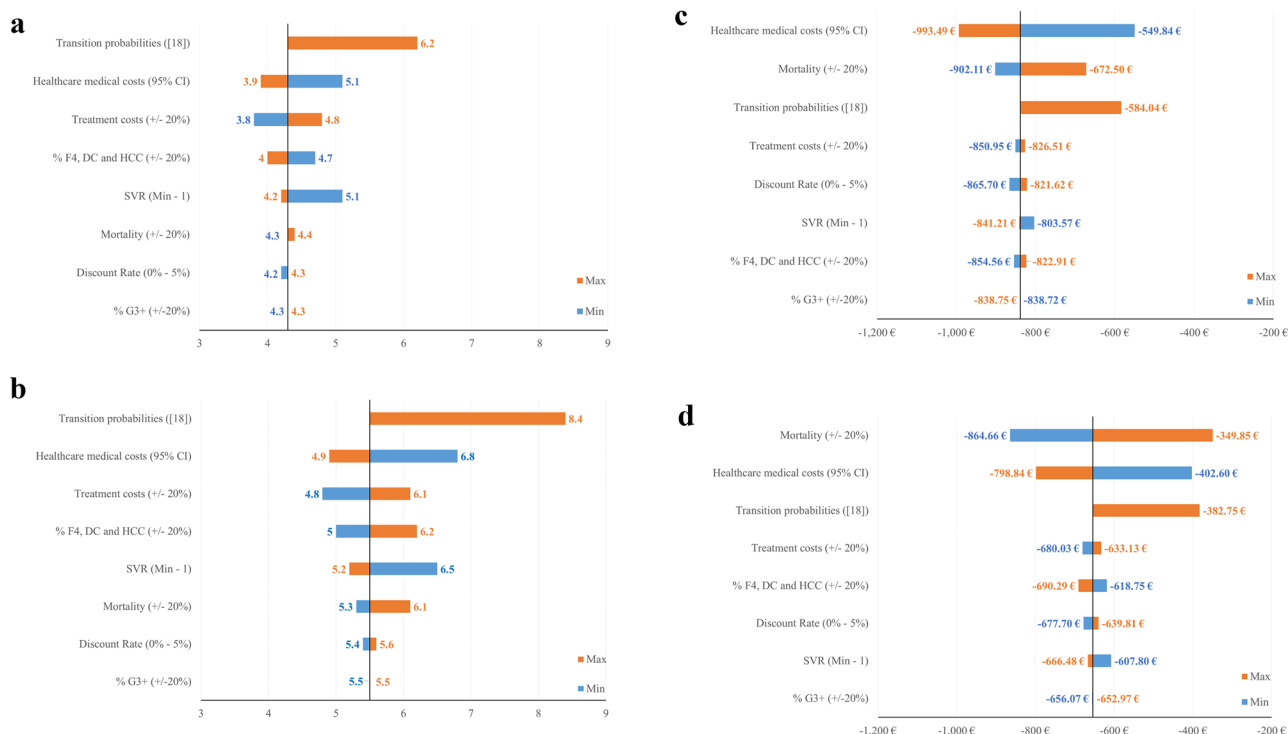 a
Transition probabilities ([18])
6.2
Healthcare medical costs (95% CI)
3.9
5.1
Treatment costs (+/- 20%)
3.8
4.8
% F4, DC and HCC (+/- 20%)
4
4.7
SVR (Min - 1)
4.2
5.1
Mortality (+/- 20%)
4.3
4.4
Discount Rate (0% - 5%)
4.2
4.3
% G3+ (+/-20%)
4.3
4.3
Max
Min
3 4 5 6 7 8 9
b
Transition probabilities ([18])
8.4
Healthcare medical costs (95% CI)
4.9
6.8
Treatment costs (+/- 20%)
4.8
6.1
% F4, DC and HCC (+/- 20%)
5
6.2
SVR (Min - 1)
5.2
6.5
Mortality (+/- 20%)
5.3
6.1
Discount Rate (0% - 5%)
5.4
5.6
% G3+ (+/-20%)
5.5
5.5
Max
Min
3 4 5 6 7 8 9
c
Healthcare medical costs (95% CI)
-993.49 €
-549.84 €
Mortality (+/- 20%)
-902.11 €
-672.50 €
Transition probabilities ([18])
-584.04 €
Treatment costs (+/- 20%)
-850.95 €
-826.51 €
Discount Rate (0% - 5%)
-865.70 €
-821.62 €
SVR (Min - 1)
-841.21 €
-803.57 €
% F4, DC and HCC (+/- 20%)
-854.56 €
-822.91 €
% G3+ (+/-20%)
-838.75 €
-838.72 €
Max
Min
-1,200 € -1,000 € -800 € -600 € -400 € -200 €
d
Mortality (+/- 20%)
-864.66 €
-349.85 €
Healthcare medical costs (95% CI)
-798.84 €
-402.60 €
Transition probabilities ([18])
-382.75 €
Treatment costs (+/- 20%)
-680.03 €
-633.13 €
% F4, DC and HCC (+/- 20%)
-690.29 €
-618.75 €
Discount Rate (0% - 5%)
-677.70 €
-639.81 €
SVR (Min - 1)
-666.48 €
-607.80 €
% G3+ (+/-20%)
-656.07 €
-652.97 €
Max
Min
-1,200 € -1,000 € -800 € -600 € -400 € -200 €